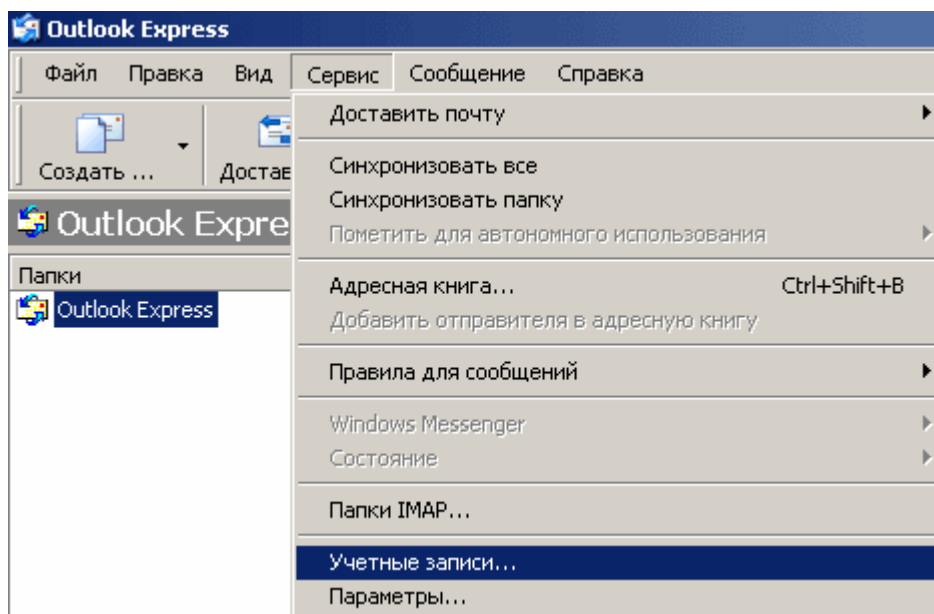 Outlook Express
Файл Правка Вид Сервис Сообщение Справка
Создать ... Достав
Outlook Expre
Папки
Outlook Express
Доставить почту
Синхронизовать все
Синхронизовать папку
Пометить для автономного использования
Адресная книга... Ctrl+Shift+B
Добавить отправителя в адресную книгу
Правила для сообщений
Windows Messenger
Состояние
Папки IMAP...
Учетные записи...
Параметры...